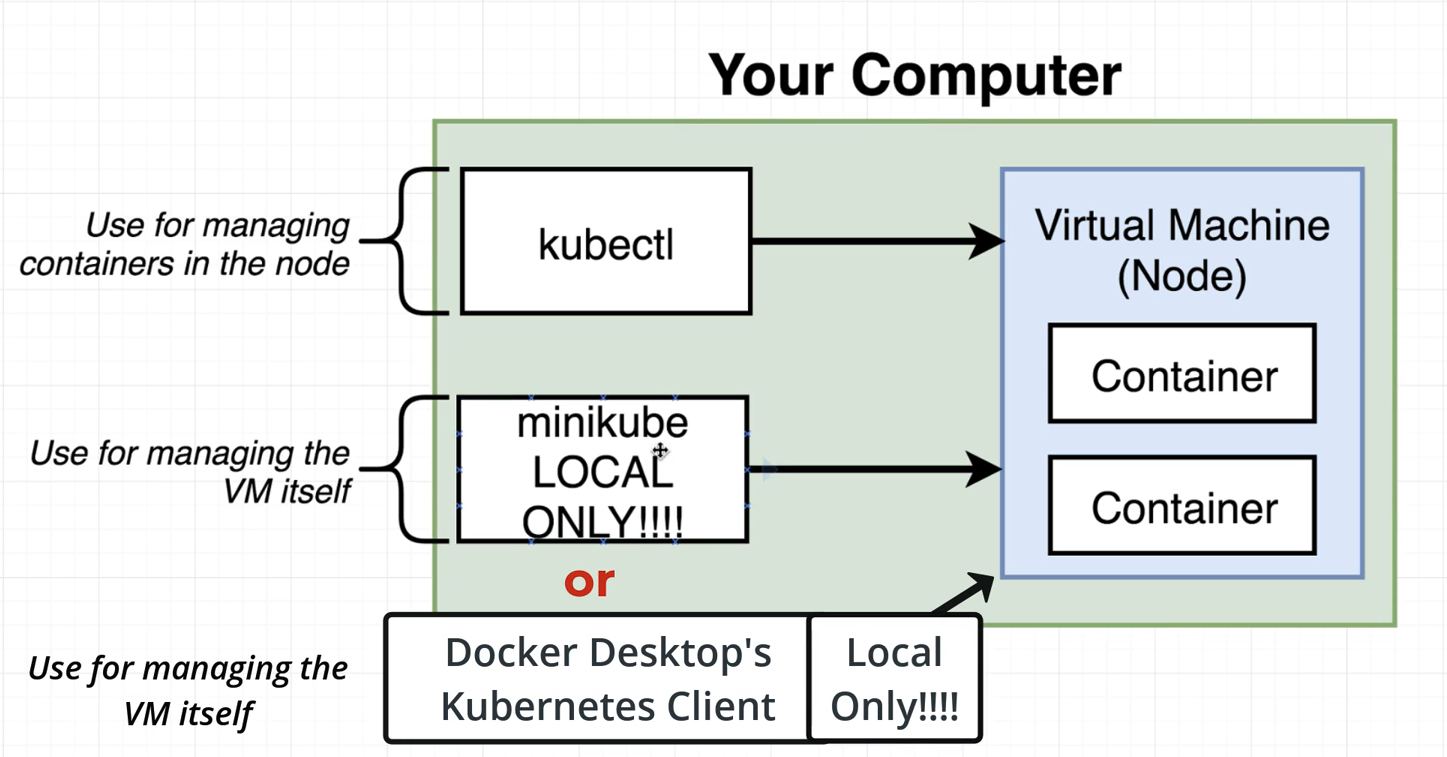 Your Computer
Use for managing
containers in the node
kubectl
Virtual Machine
(Node)
Container
Container
Use for managing the
VM itself
minikube
LOCAL
ONLY!!!!
or
Use for managing the
VM itself
Docker Desktop's
Kubernetes Client
Local
Only!!!!